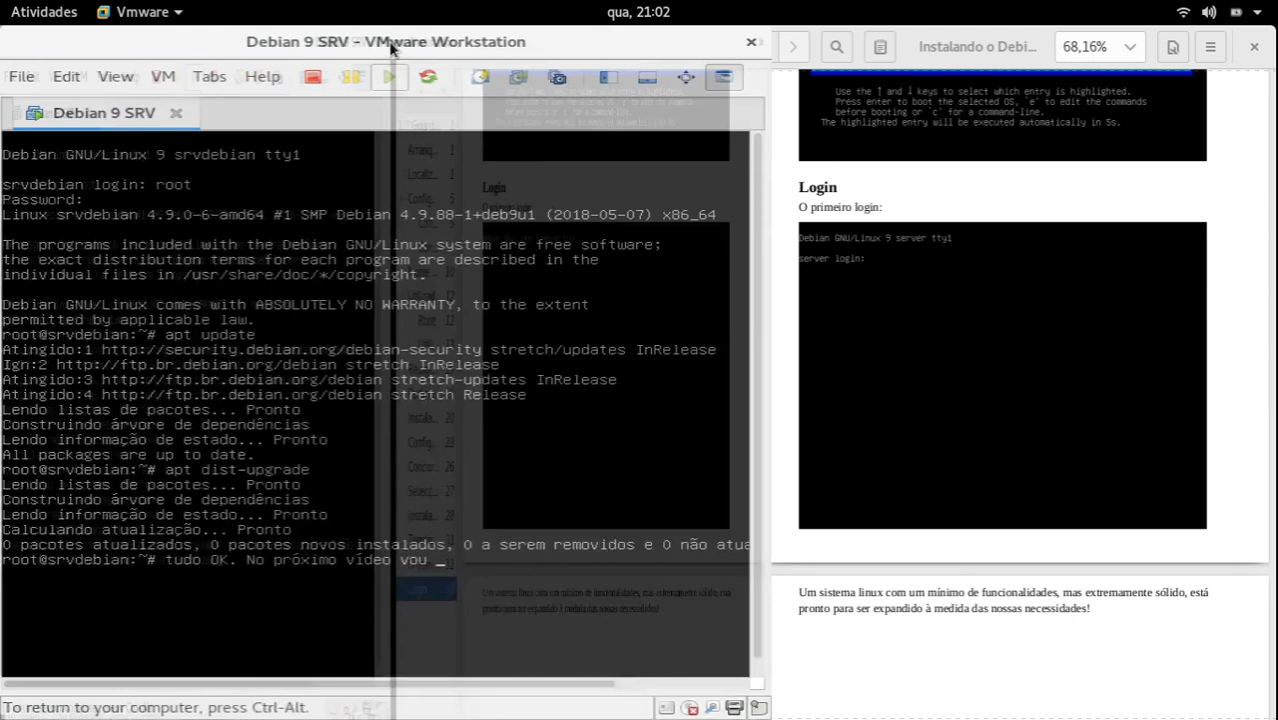 Atividades Vmware qua, 21:02
Debian 9 SRV - VMware Workstation
File Edit View VM Tabs Help
Debian 9 SRV
Debian GNU/Linux 9 srvdebian tty1
srvdebian login: root
Password:
Linux srvdebian 4.9.0-6-amd64 #1 SMP Debian 4.9.88-1+deb9u1 (2018-05-07) x86_64
The programs included with the Debian GNU/Linux system are free software;
the exact distribution terms for each program are described in the
individual files in /usr/share/doc/*/copyright.
Debian GNU/Linux comes with ABSOLUTELY NO WARRANTY, to the extent
permitted by applicable law.
root@srvdebian:~# apt update
Atingido:1 http://security.debian.org/debian-security stretch/updates InRelease
Ign:2 http://ftp.br.debian.org/debian stretch InRelease
Atingido:3 http://ftp.br.debian.org/debian stretch-updates InRelease
Atingido:4 http://ftp.br.debian.org/debian stretch Release
Lendo listas de pacotes... Pronto
Construindo árvore de dependências
Lendo informação de estado... Pronto
All packages are up to date.
root@srvdebian:~# apt dist-upgrade
Lendo listas de pacotes... Pronto
Construindo árvore de dependências
Lendo informação de estado... Pronto
Calculando atualização... Pronto
0 pacotes atualizados, 0 pacotes novos instalados, 0 a serem removidos e 0 não atua
root@srvdebian:~# tudo OK. No próximo vídeo vou _
To return to your computer, press Ctrl-Alt.
Login
Instalando o Debi...
68,16%
Use the ↑ and ↓ keys to select which entry is highlighted.
Press enter to boot the selected OS, `e' to edit the commands
before booting or `c' for a command-line.
The highlighted entry will be executed automatically in 5s.
Login
O primeiro login:
Debian GNU/Linux 9 server tty1
server login:
Um sistema linux com um mínimo de funcionalidades, mas extremamente sólido, está
pronto para ser expandido à medida das nossas necessidades!